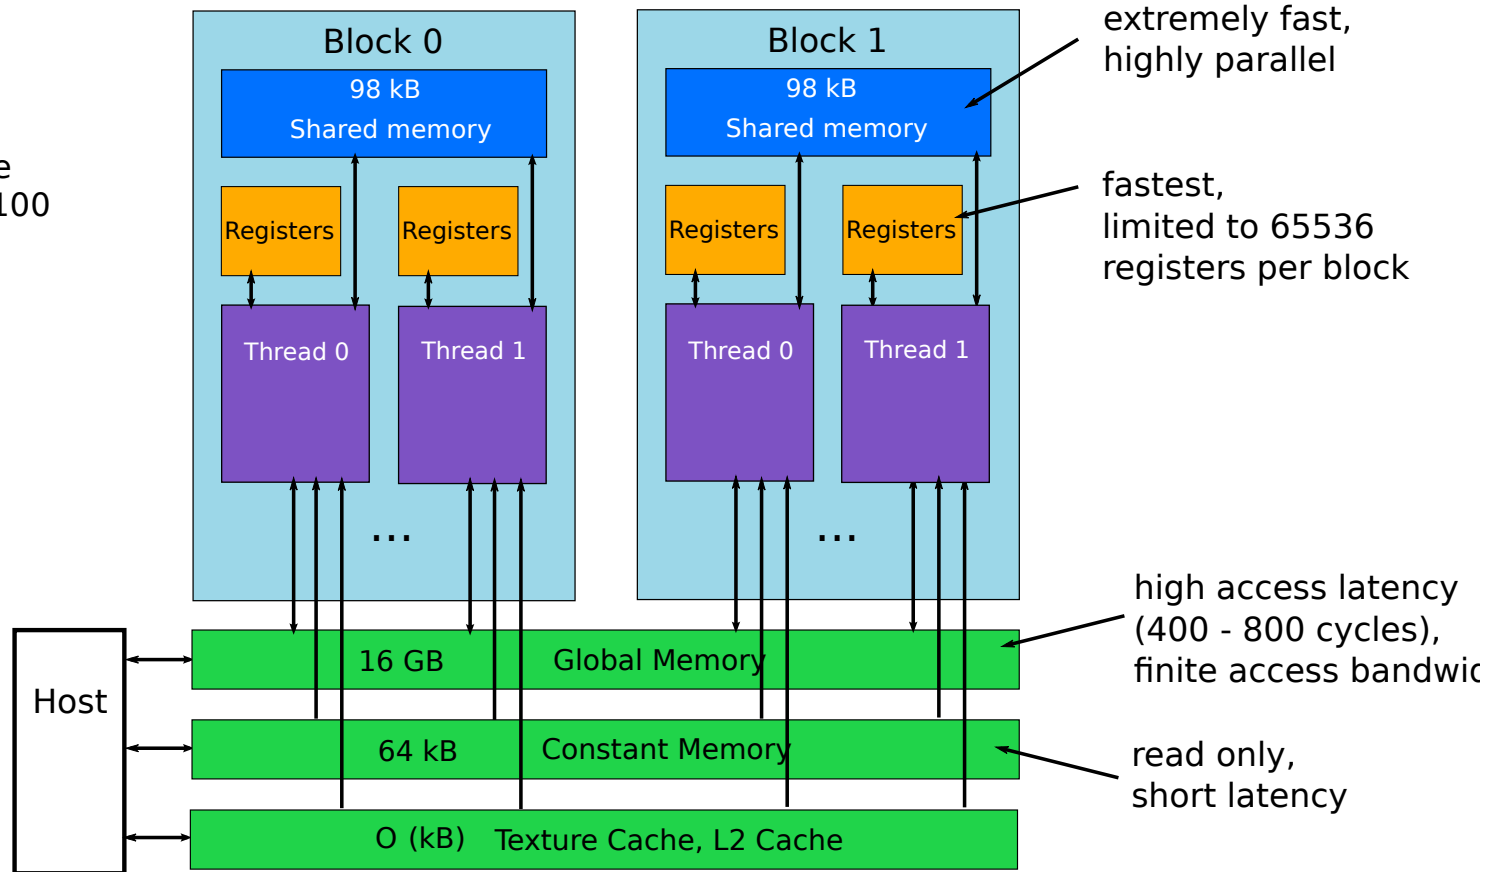 Block 0
98 kB
Shared memory
Registers
Registers
Thread 0
Thread 1
...
Block 1
98 kB
Shared memory
Registers
Registers
Thread 0
Thread 1
...
extremely fast,
highly parallel
fastest,
limited to 65536
registers per block
100
Host
16 GB Global Memory
64 kB Constant Memory
O (kB) Texture Cache, L2 Cache
high access latency
(400 - 800 cycles),
finite access
read only,
short latency